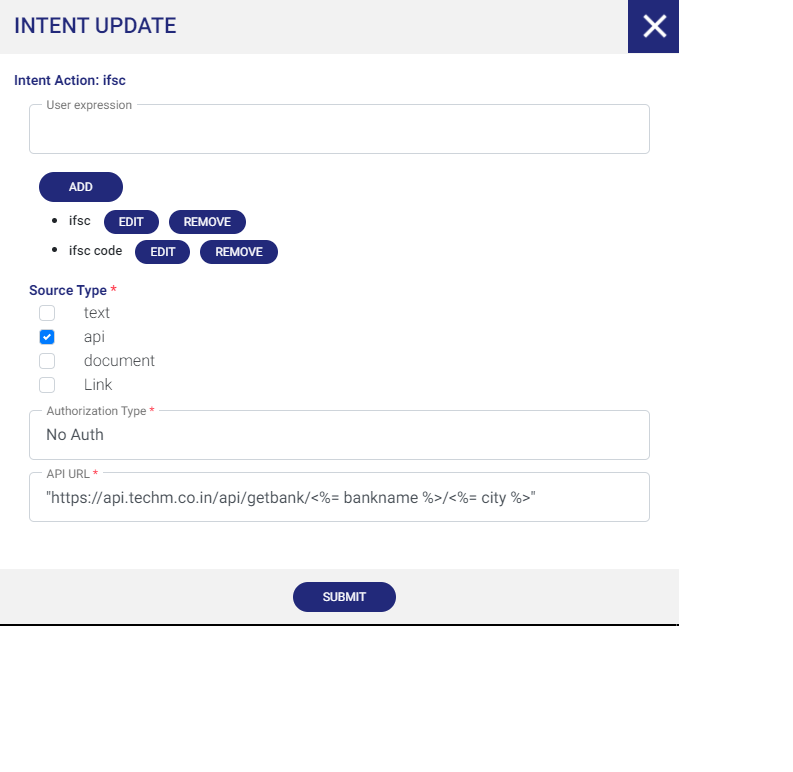 INTENT UPDATE
Intent Action: ifsc
User expression
ADD
ifsc EDIT REMOVE
ifsc code EDIT REMOVE
Source Type *
text
api
document
Link
Authorization Type *
No Auth
API URL *
"https://api.techm.co.in/api/getbank/<%= bankname %>/<%= city %>"
SUBMIT